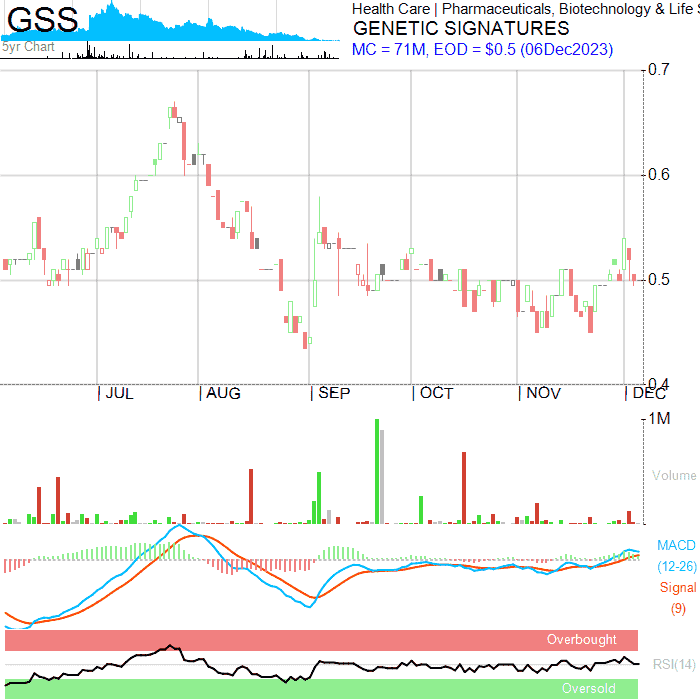 GSS
5yr Chart
Health Care | Pharmaceuticals, Biotechnology & Life
GENETIC SIGNATURES
MC = 71M, EOD = $0.5 (06Dec2023)
0.7
0.6
0.5
0.4
| JUL | AUG | SEP | OCT | NOV | DEC
1M
Volume
MACD
(12-26)
Signal
(9)
Overbought
RSI(14)
Oversold